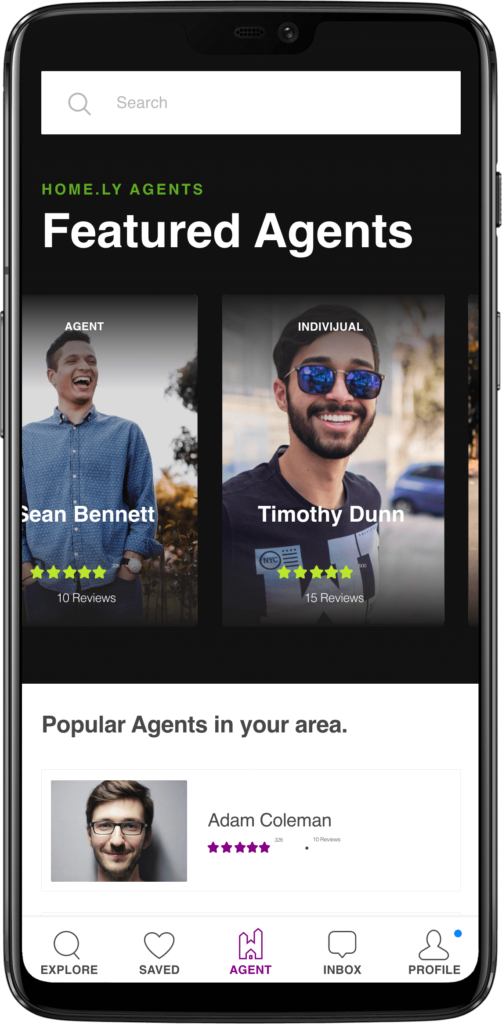 Search
HOME.LY AGENTS
Featured Agents
AGENT
INDIVIJUAL
Sean Bennett
Timothy Dunn
NYC
10 Reviews
15 Reviews
Popular Agents in your area.
Adam Coleman
326
10 Reviews
EXPLORE
SAVED
AGENT
INBOX
PROFILE